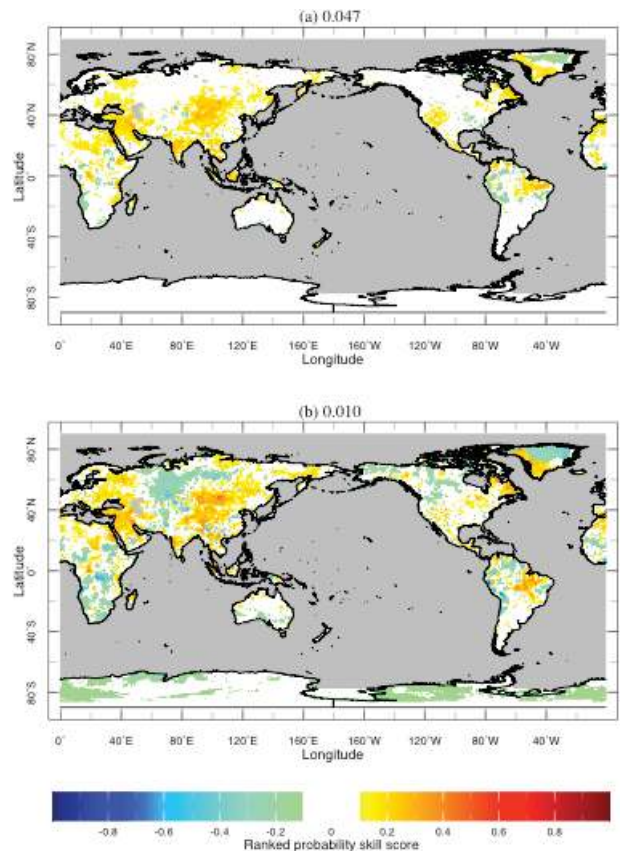 (a) 0.047
80˚N
40˚N
0˚
40˚S
80˚S
Latitude
0˚ 40˚E 80˚E 120˚E 160˚E 160˚W 120˚W 80˚W 40˚W
Longitude
(b) 0.010
80˚N
40˚N
0˚
40˚S
80˚S
Latitude
0˚ 40˚E 80˚E 120˚E 160˚E 160˚W 120˚W 80˚W 40˚W
Longitude
-0.8 -0.6 -0.4 -0.2 0 0.2 0.4 0.6 0.8
Ranked probability skill score